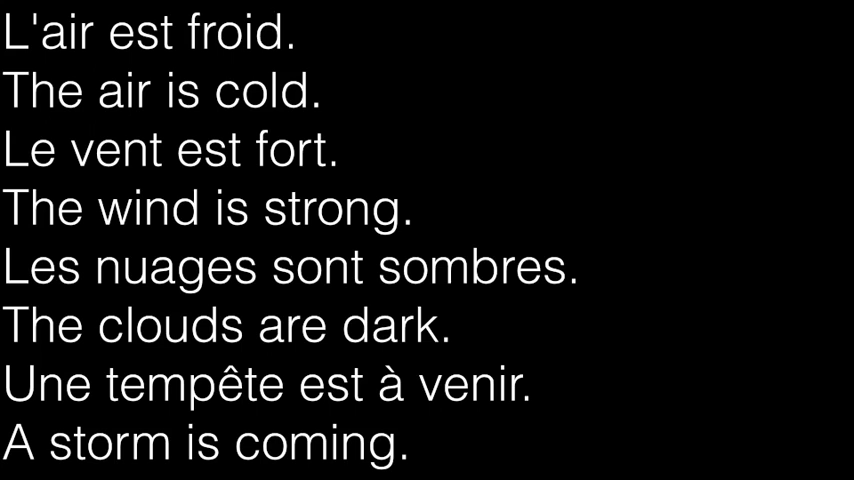 L'air est froid.
The air is cold.
Le vent est fort.
The wind is strong.
Les nuages sont sombres.
The clouds are dark.
Une tempête est à venir.
A storm is coming.